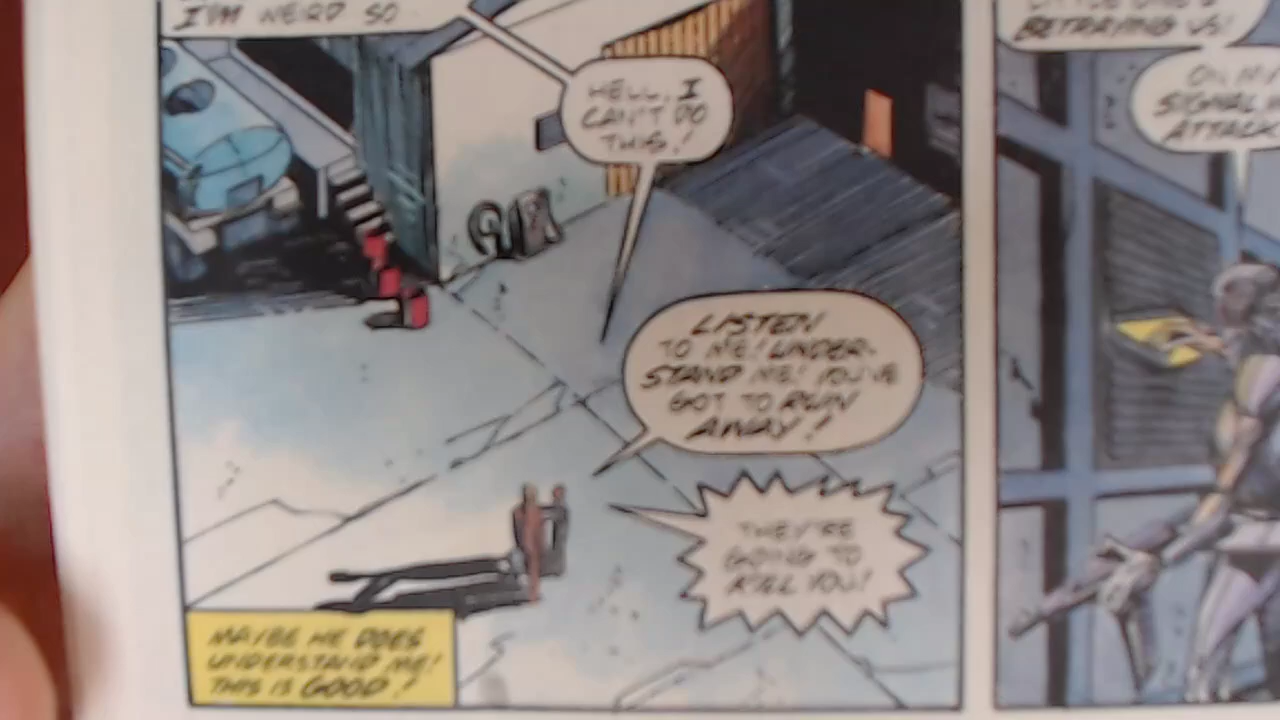 I'M WEIRD SO
HELL, I
CAN'T DO
THIS!
LISTEN
TO ME! UNDER-
STAND ME! YOU'VE
GOT TO RUN
AWAY!
THEY'RE
GOING TO
KILL YOU!
MAYBE HE DOES
UNDERSTAND ME!
THIS IS GOOD!
BETRAYING US!
ON MY
SIGNAL
ATTACK